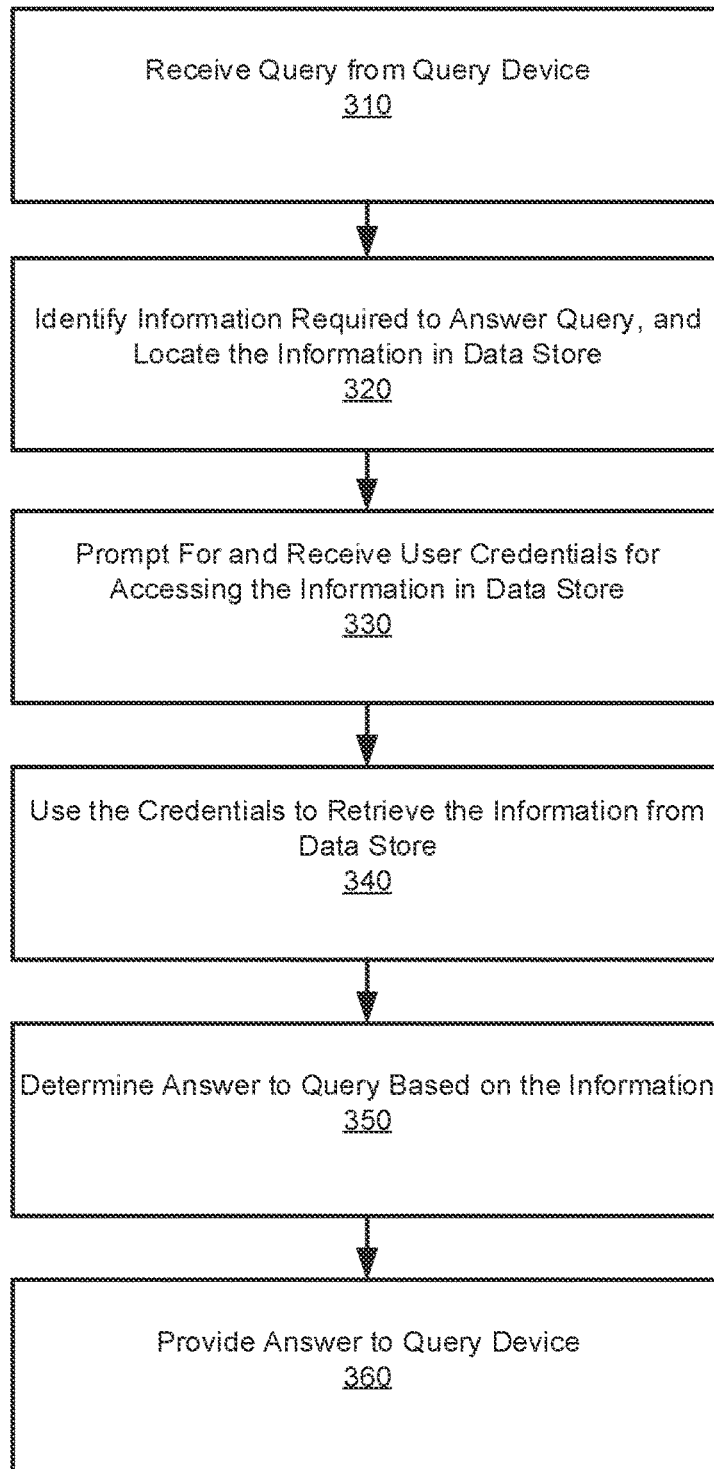 Receive Query from Query Device
310
Identify Information Required to Answer Query, and
Locate the Information in Data Store
320
Prompt For and Receive User Credentials for
Accessing the Information in Data Store
330
Use the Credentials to Retrieve the Information from
Data Store
340
Determine Answer to Query Based on the Information
350
Provide Answer to Query Device
360